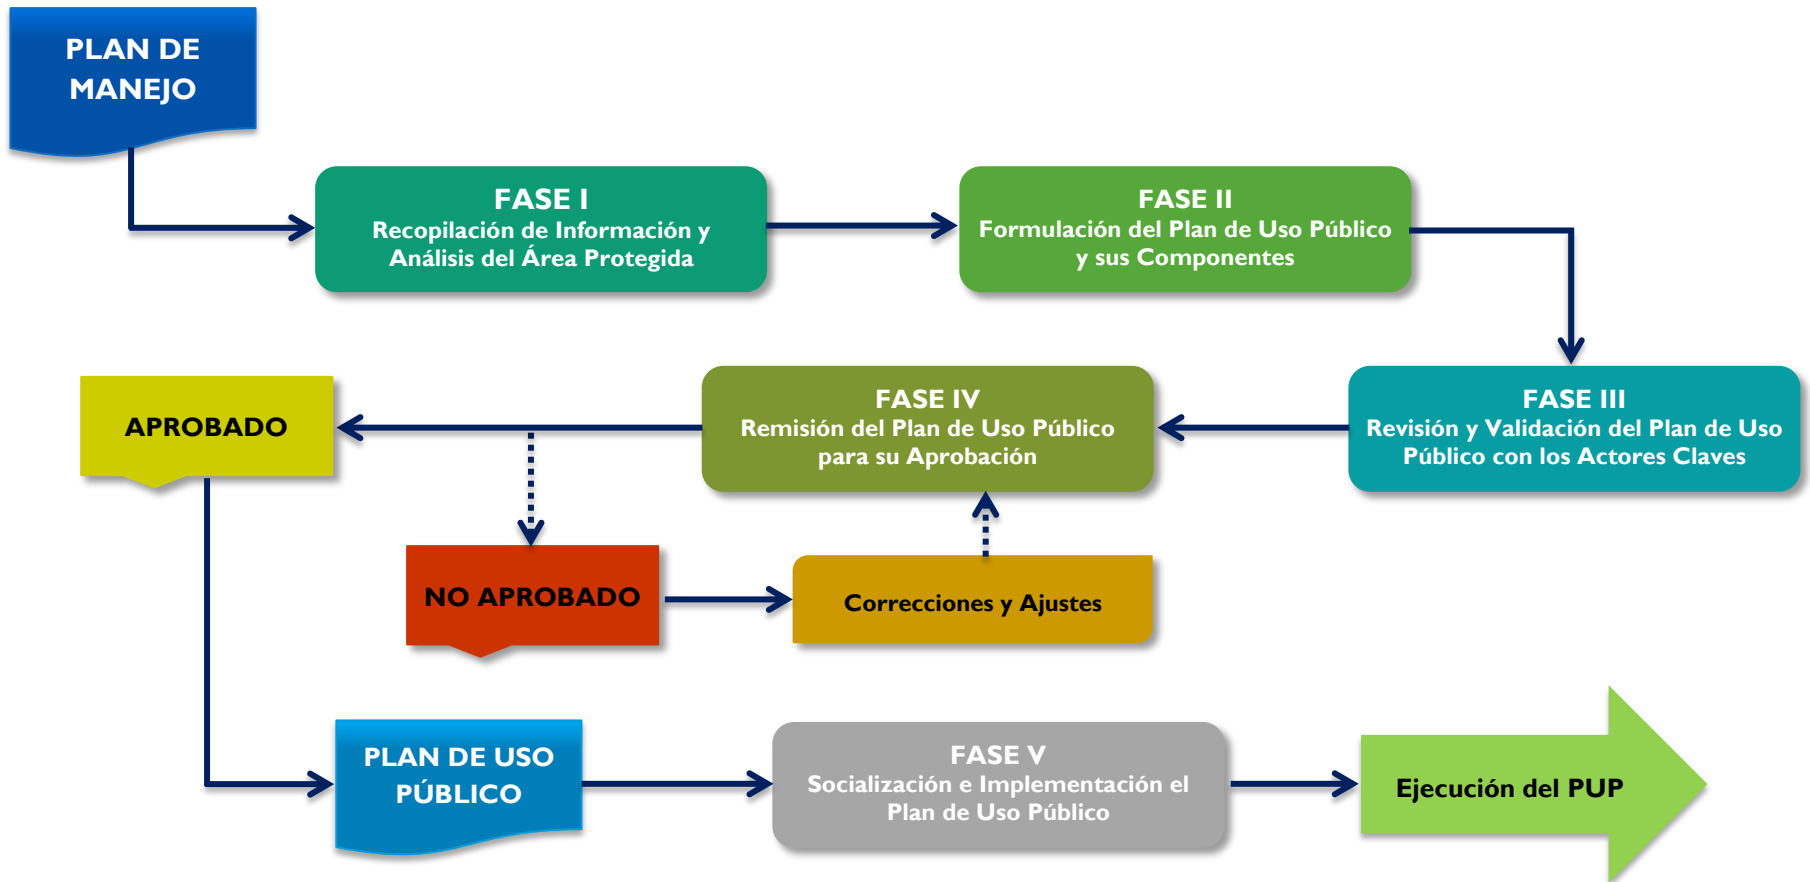 PLAN DE
MANEJO
FASE I
Recopilación de Información y
Análisis del Área Protegida
FASE II
Formulación del Plan de Uso Público
y sus Componentes
FASE III
Revisión y Validación del Plan de Uso
Público con los Actores Claves
FASE IV
Remisión del Plan de Uso Público
para su Aprobación
APROBADO
NO APROBADO
Correcciones y Ajustes
PLAN DE USO
PÚBLICO
FASE V
Socialización e Implementación el
Plan de Uso Público
Ejecución del PUP